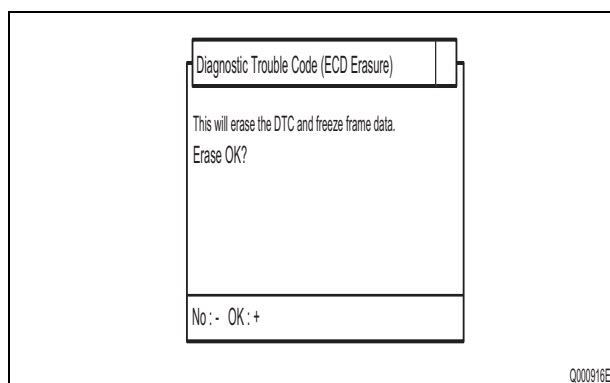 Diagnostic Trouble Code (ECD Erasure)
This will erase the DTC and freeze frame data.
Erase OK?
No : - OK : +
Q000916E